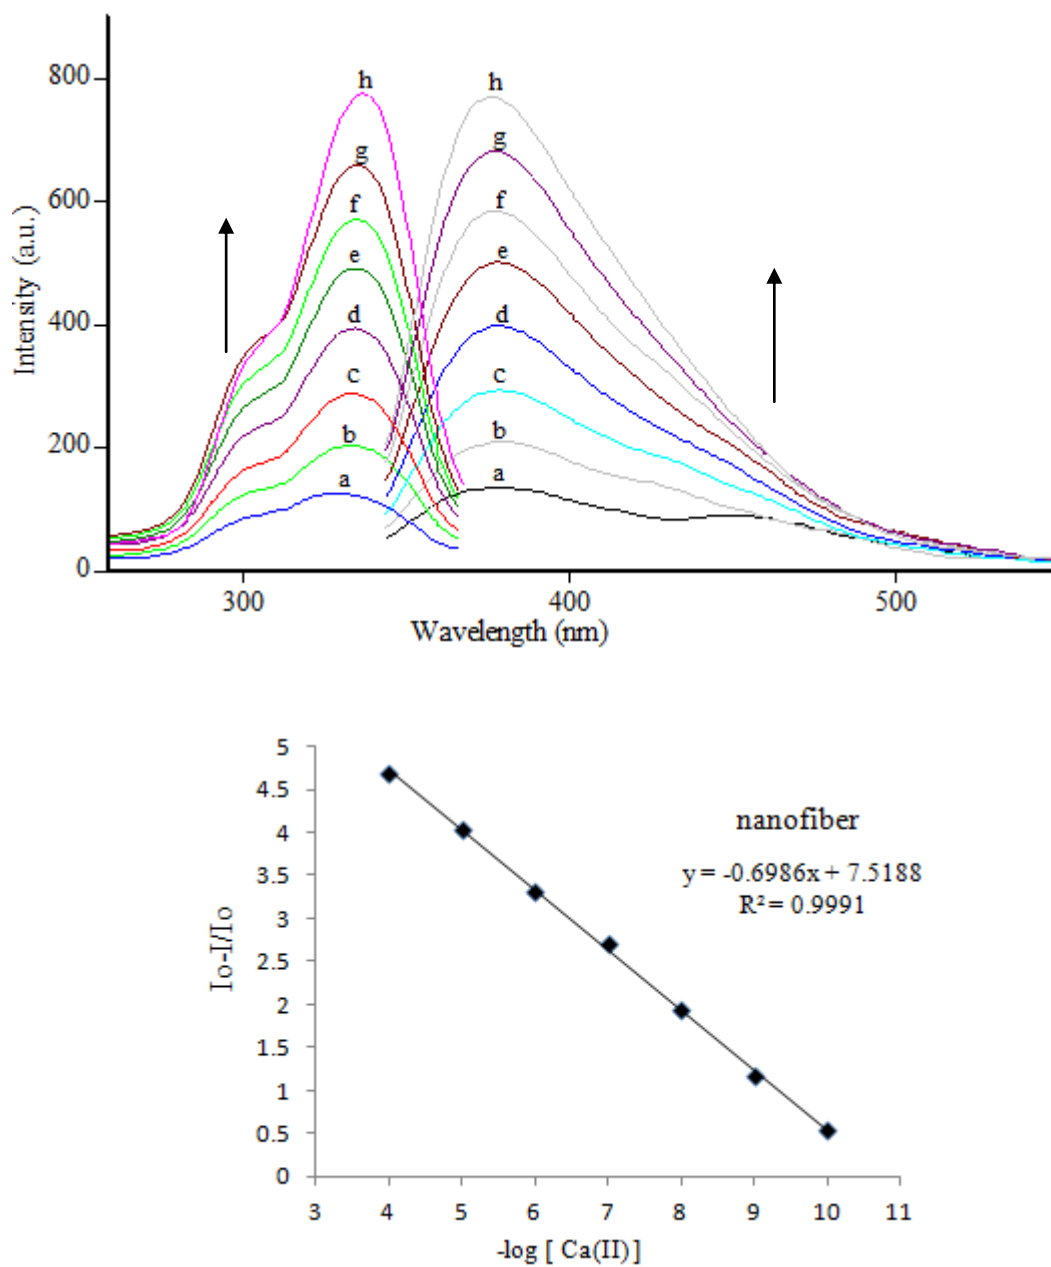 800
600
400
200
0
Intensity (a.u.)
h
g
f
e
d
c
b
a
h
g
f
e
d
c
b
a
300
400
500
Wavelength (nm)
5
4.5
4
3.5
3
2.5
2
1.5
1
0.5
0
Io-I/Io
nanofiber
y = -0.6986x + 7.5188
R² = 0.9991
3 4 5 6 7 8 9 10 11
-log [ Ca(II) ]